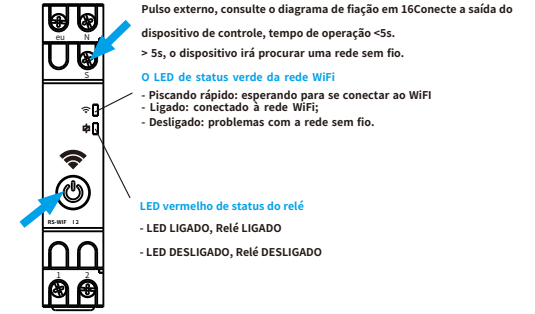 Pulso externo, consulte o diagrama de fiação em 16Conecte a saída do
dispositivo de controle, tempo de operação <5s.
> 5s, o dispositivo irá procurar uma rede sem fio.
eu N
S
O LED de status verde da rede WiFi
- Piscando rápido: esperando para se conectar ao WiFI
- Ligado: conectado à rede WiFi;
- Desligado: problemas com a rede sem fio.
LED vermelho de status do relé
- LED LIGADO, Relé LIGADO
- LED DESLIGADO, Relé DESLIGADO
RS-WIF I 2
1 2